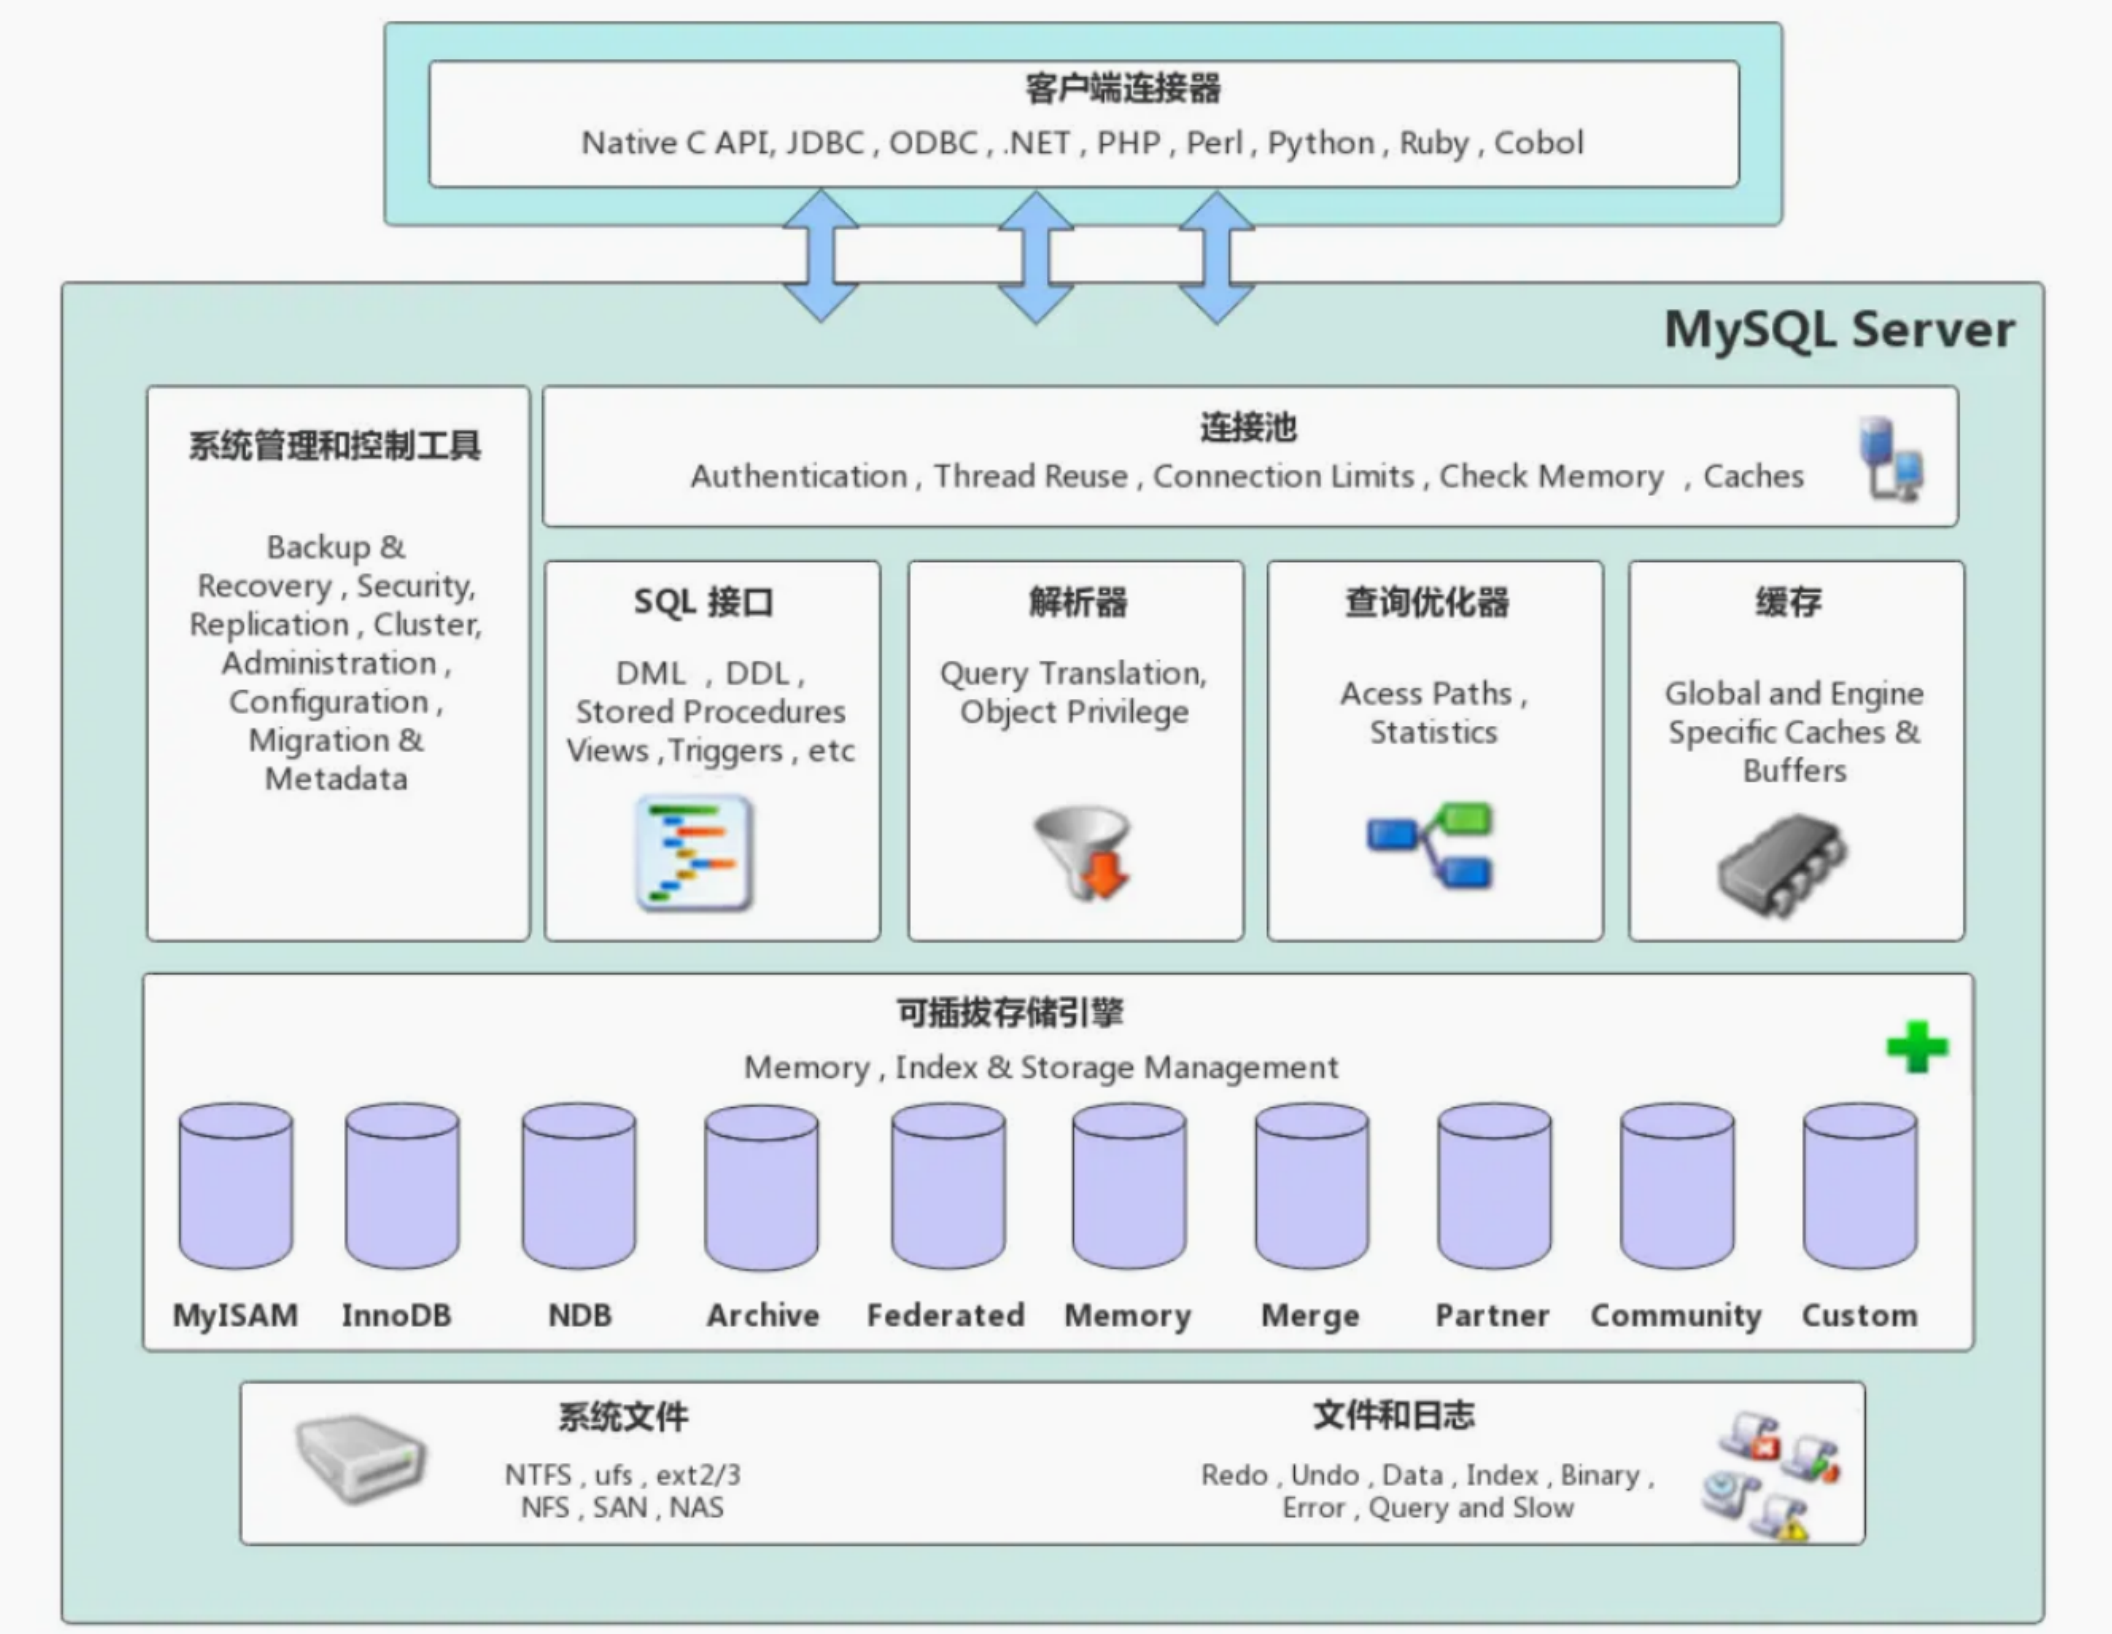 客户端连接器
Native C API, JDBC , ODBC , .NET , PHP , Perl , Python , Ruby , Cobol
MySQL Server
系统管理和控制工具
Backup &
Recovery , Security,
Replication , Cluster,
Administration ,
Configuration ,
Migration &
Metadata
连接池
Authentication , Thread Reuse , Connection Limits , Check Memory , Caches
SQL 接口
DML , DDL ,
Stored Procedures
Views ,Triggers , etc
解析器
Query Translation,
Object Privilege
查询优化器
Acess Paths ,
Statistics
缓存
Global and Engine
Specific Caches &
Buffers
可插拔存储引擎
Memory , Index & Storage Management
MyISAM InnoDB NDB Archive Federated Memory Merge Partner Community Custom
系统文件
NTFS , ufs , ext2/3
NFS , SAN , NAS
文件和日志
Redo , Undo , Data , Index , Binary ,
Error , Query and Slow